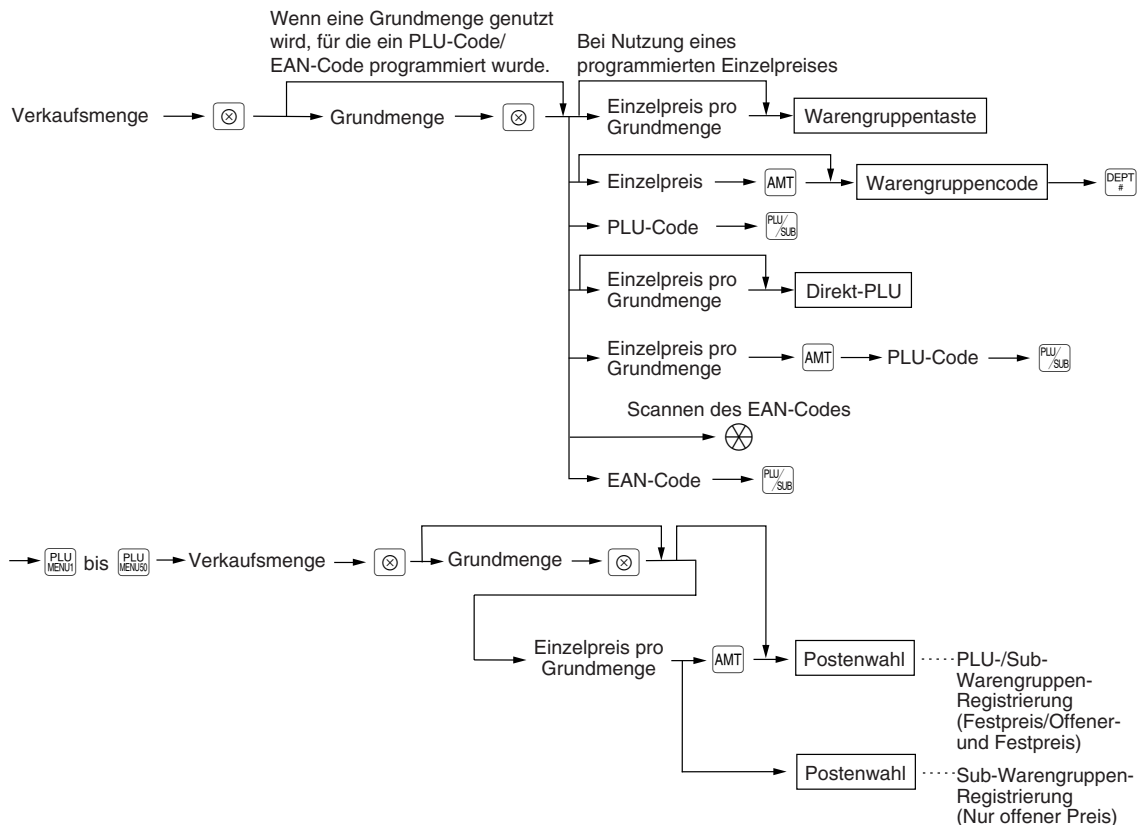 Wenn eine Grundmenge genutzt
wird, für die ein PLU-Code/
EAN-Code programmiert wurde.
Bei Nutzung eines
programmierten Einzelpreises
Verkaufsmenge
⊗
Grundmenge
⊗
Einzelpreis pro
Grundmenge
Warengruppentaste
Einzelpreis
AMT
Warengruppencode
DEPT
#
PLU-Code
PLU/
/SUB
Einzelpreis pro
Grundmenge
Direkt-PLU
Einzelpreis pro
Grundmenge
AMT
PLU-Code
PLU/
/SUB
Scannen des EAN-Codes
EAN-Code
PLU/
/SUB
PLU
MENU1
bis
PLU
MENU50
Verkaufsmenge
⊗
Grundmenge
⊗
Einzelpreis pro
Grundmenge
AMT
Postenwahl
PLU-/Sub-
Warengruppen-
Registrierung
(Festpreis/Offener-
und Festpreis)
Postenwahl
Sub-Warengruppen-
Registrierung
(Nur offener Preis)